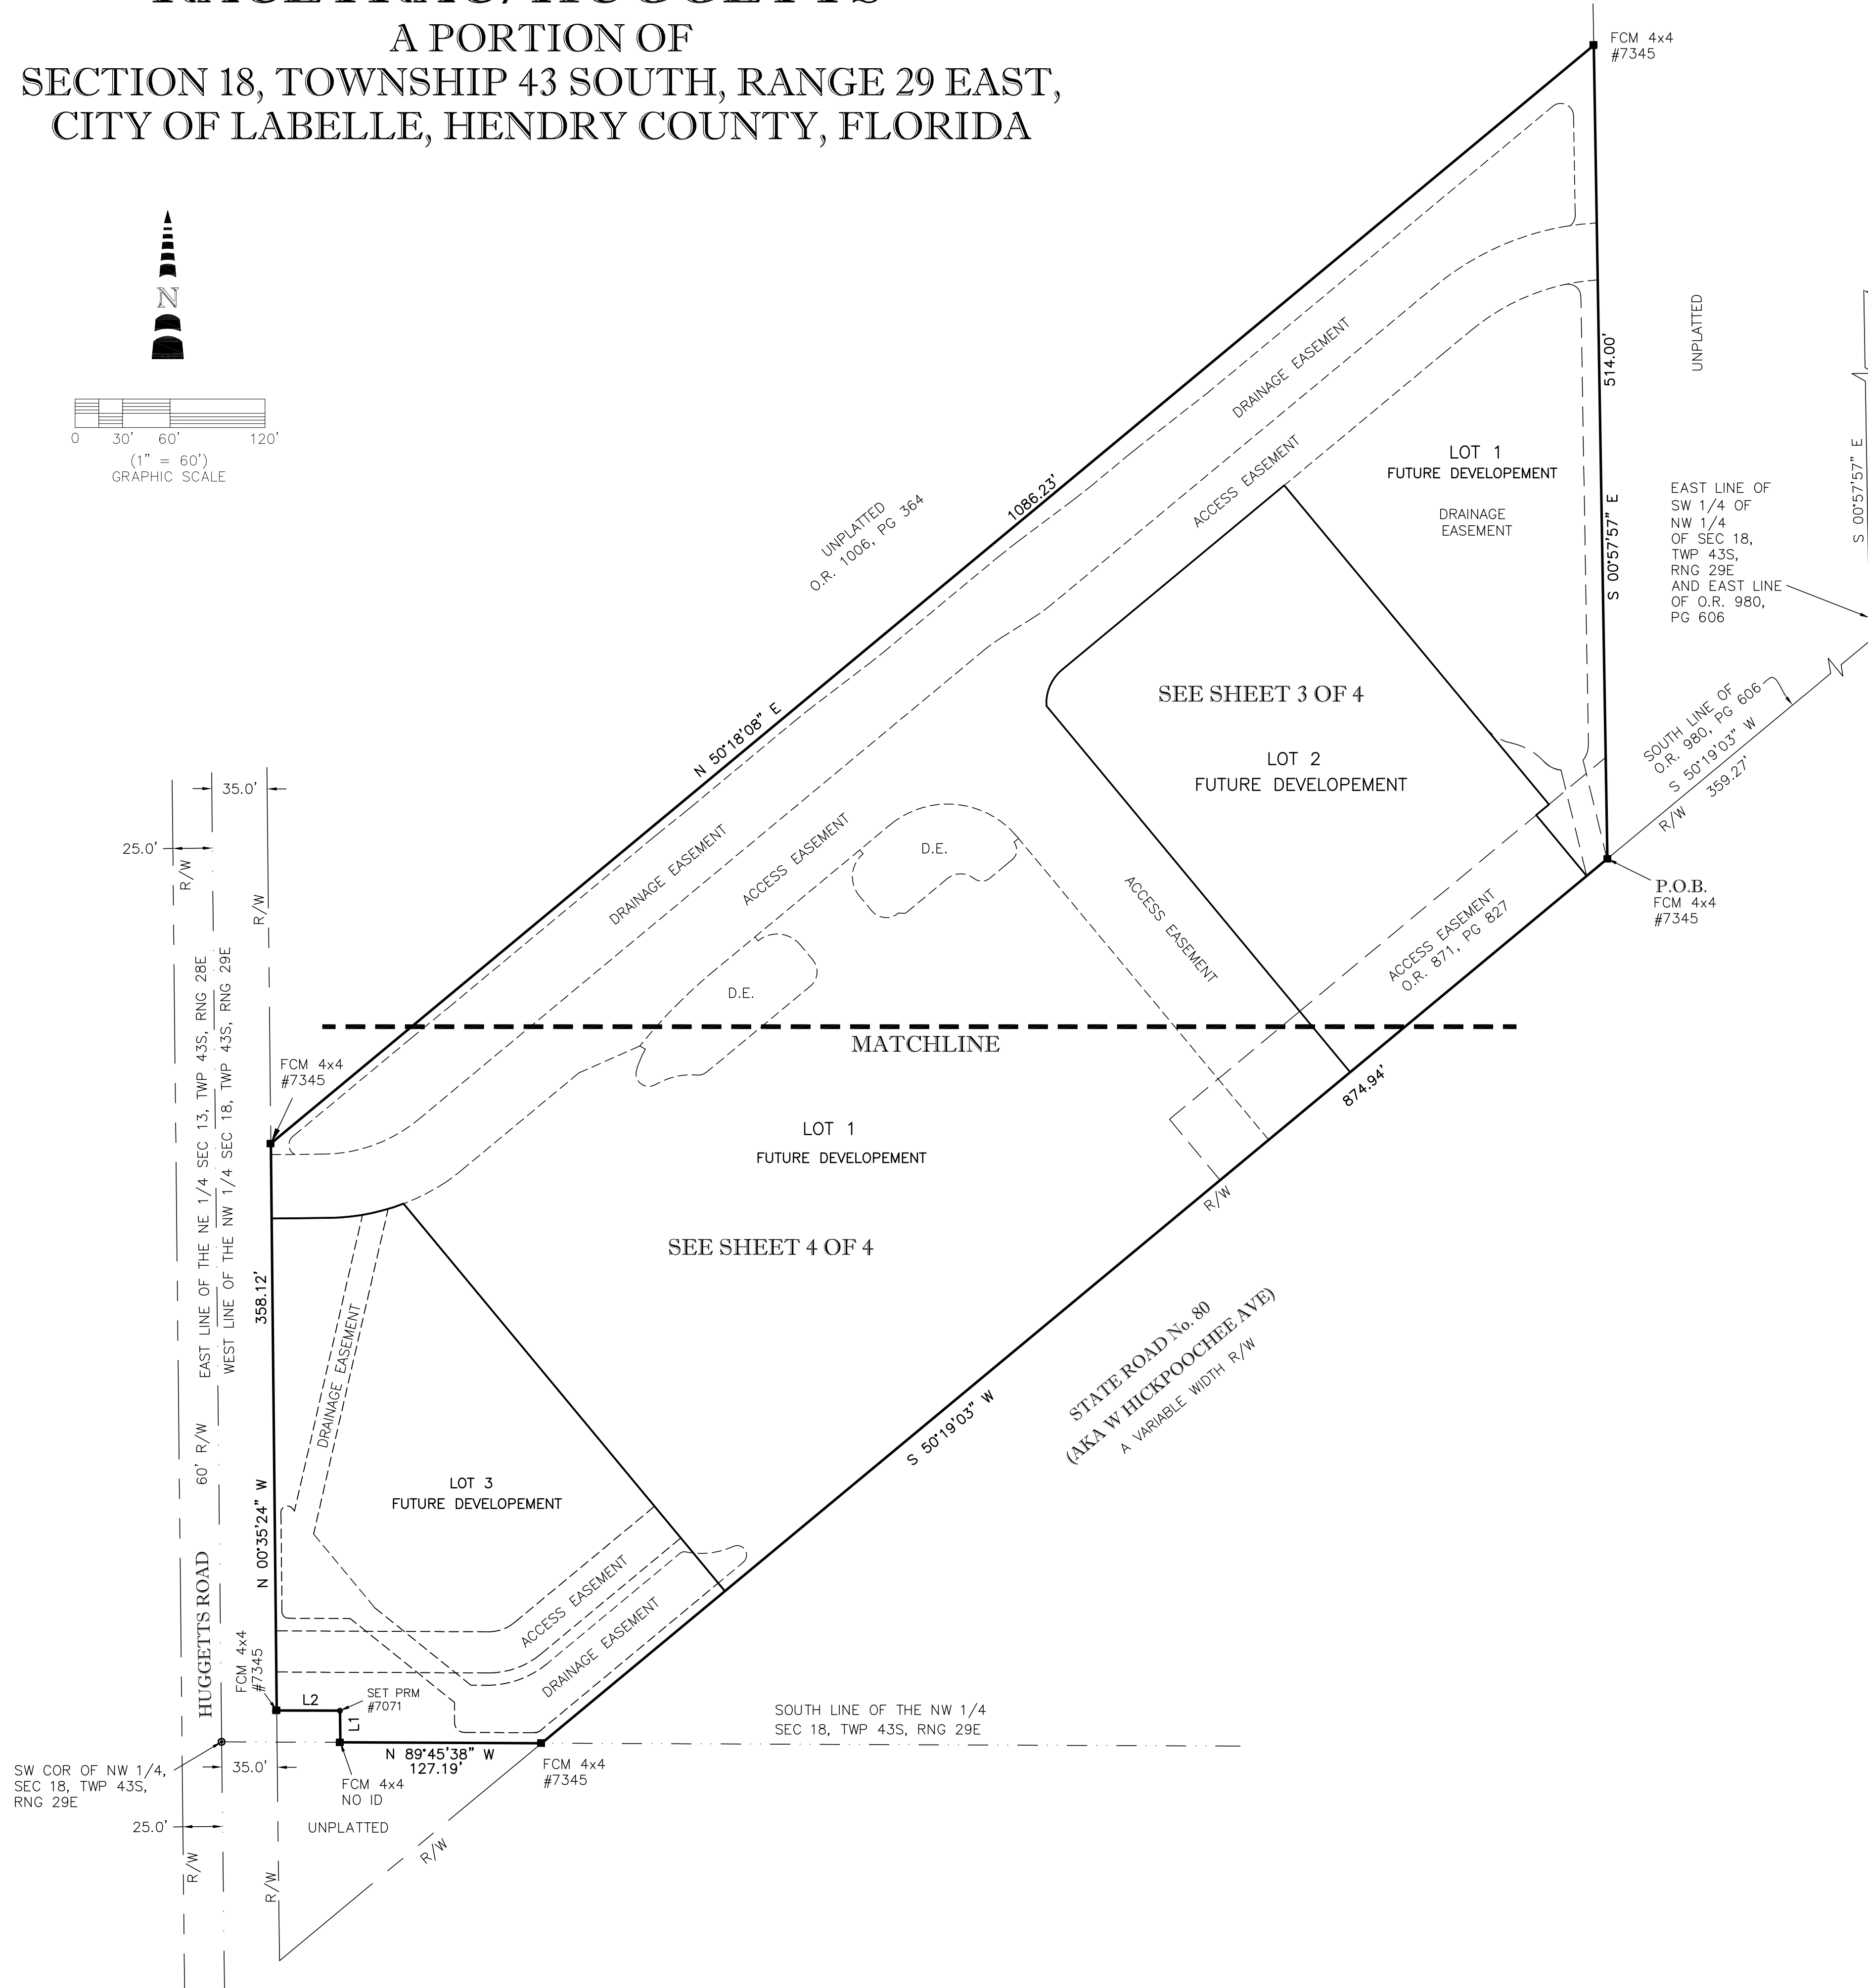 A PORTION OF
SECTION 18, TOWNSHIP 43 SOUTH, RANGE 29 EAST,
CITY OF LABELLE, HENDRY COUNTY, FLORIDA
N
0 30' 60' 120'
(1" = 60')
GRAPHIC SCALE
FCM 4x4
#7345
UNPLATTED
514.00'
S 00°57'57" E
S 00°57'57" E
DRAINAGE EASEMENT
ACCESS EASEMENT
LOT 1
FUTURE DEVELOPEMENT
DRAINAGE
EASEMENT
EAST LINE OF
SW 1/4 OF
NW 1/4
OF SEC 18,
TWP 43S,
RNG 29E
AND EAST LINE
OF O.R. 980,
PG 606
1086.23'
N 50°18'08" E
UNPLATTED
O.R. 1006, PG 364
SEE SHEET 3 OF 4
LOT 2
FUTURE DEVELOPEMENT
SOUTH LINE OF
O.R. 980, PG 606
S 50°19'03" W
359.27'
R/W
P.O.B.
FCM 4x4
#7345
ACCESS EASEMENT
O.R. 871, PG 827
ACCESS EASEMENT
D.E.
D.E.
DRAINAGE EASEMENT
ACCESS EASEMENT
35.0'
25.0'
R/W
R/W
EAST LINE OF THE NE 1/4 SEC 13, TWP 43S, RNG 28E
WEST LINE OF THE NW 1/4 SEC 18, TWP 43S, RNG 29E
FCM 4x4
#7345
MATCHLINE
874.94'
LOT 1
FUTURE DEVELOPEMENT
R/W
SEE SHEET 4 OF 4
STATE ROAD No. 80
(AKA W HICKPOOCHEE AVE)
A VARIABLE WIDTH R/W
S 50°19'03" W
358.12'
N 00°35'24" W
60' R/W
HUGGETTS ROAD
DRAINAGE EASEMENT
LOT 3
FUTURE DEVELOPEMENT
ACCESS EASEMENT
DRAINAGE EASEMENT
FCM 4x4
#7345
L2
SET PRM
#7071
L1
N 89°45'38" W
127.19'
SOUTH LINE OF THE NW 1/4
SEC 18, TWP 43S, RNG 29E
SW COR OF NW 1/4,
SEC 18, TWP 43S,
RNG 29E
35.0'
FCM 4x4
NO ID
FCM 4x4
#7345
25.0'
UNPLATTED
R/W
R/W
R/W